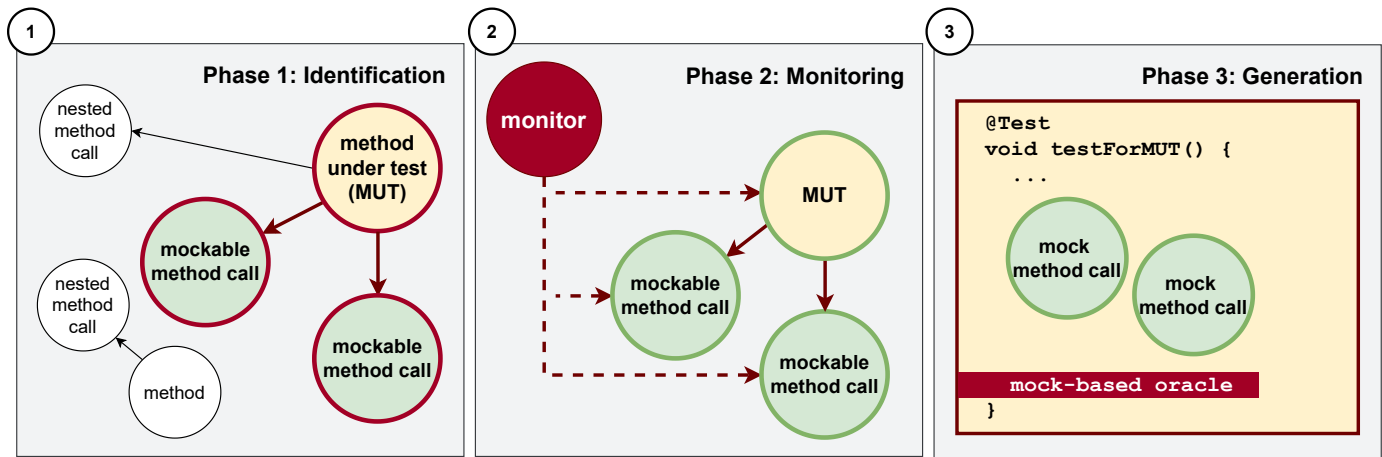 1
Phase 1: Identification
nested
method
call
method
under test
(MUT)
mockable
method call
nested
method
call
mockable
method call
method
2
Phase 2: Monitoring
monitor
MUT
mockable
method call
mockable
method call
3
Phase 3: Generation
@Test
void testForMUT() {
...
mock
method call
mock
method call
mock-based oracle
}